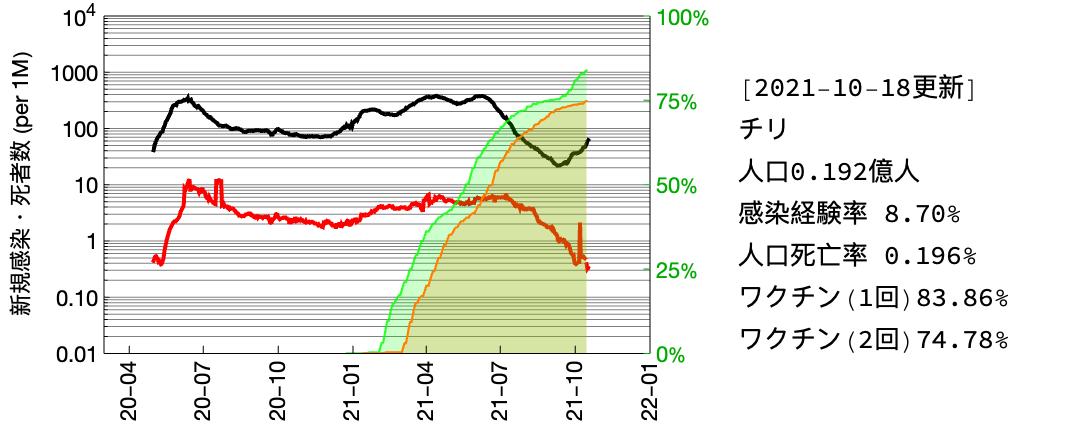 新規感染・死者数 (per 1M)
10⁴
1000
100
10
1
0.10
0.01
100%
75%
50%
25%
0%
20-04
20-07
20-10
21-01
21-04
21-07
21-10
22-01
[2021-10-18更新]
チリ
人口0.192億人
感染経験率 8.70%
人口死亡率 0.196%
ワクチン(1回)83.86%
ワクチン(2回)74.78%